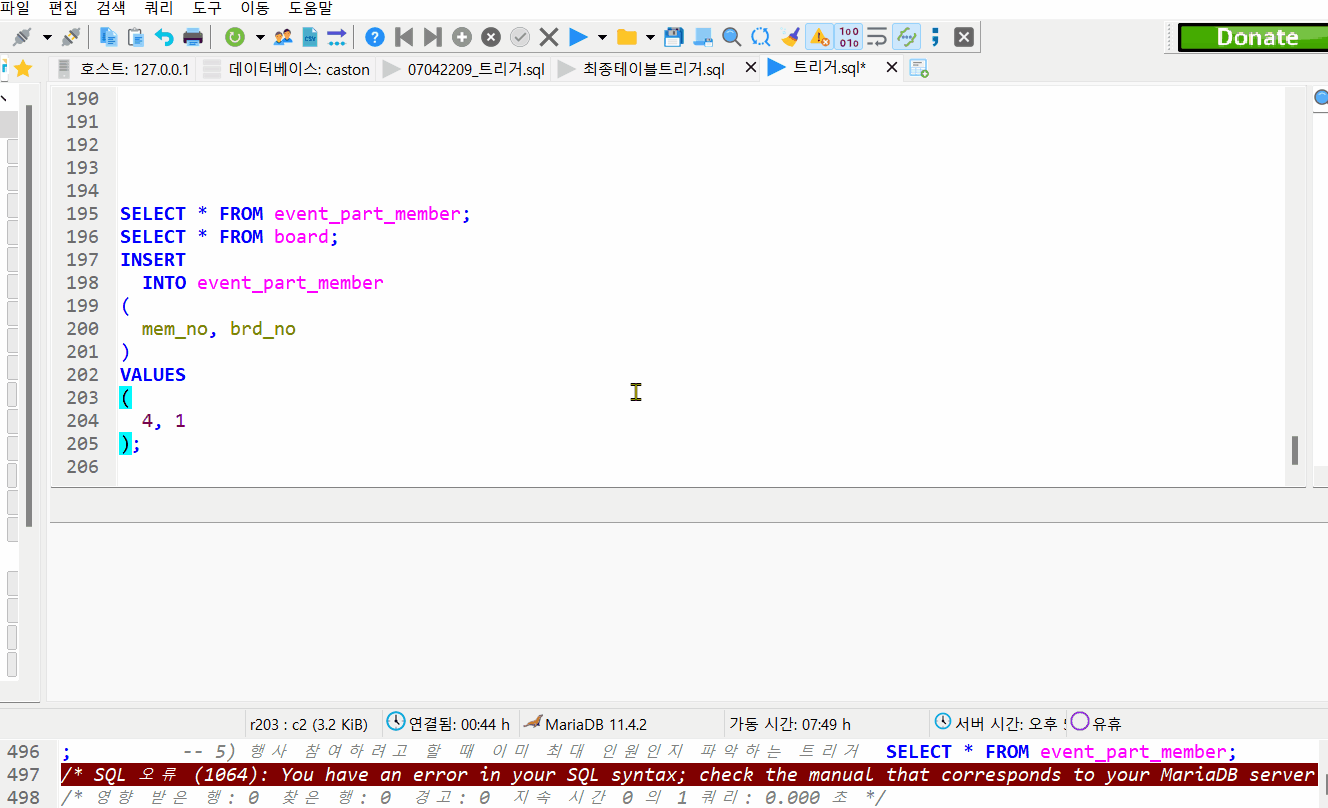 파일 편집 검색 쿼리 도구 이동 도움말
Donate
호스트: 127.0.0.1 데이터베이스: caston 07042209_트리거.sql 최종테이블트리거.sql 트리거.sql*
190
191
192
193
194
195 SELECT * FROM event_part_member;
196 SELECT * FROM board;
197 INSERT
198 INTO event_part_member
199 (
200 mem_no, brd_no
201 )
202 VALUES
203 (
204 4, 1
205 );
206
r203 : c2 (3.2 KiB) 연결됨: 00:44 h MariaDB 11.4.2 가동 시간: 07:49 h 서버 시간: 오후 유휴
496 ; -- 5) 행사 참여하려고 할 때 이미 최대 인원인지 파악하는 트리거 SELECT * FROM event_part_member;
497 /* SQL 오류 (1064): You have an error in your SQL syntax; check the manual that corresponds to your MariaDB server
498 /* 영향 받은 행: 0 찾은 행: 0 경고: 0 지속 시간 0 의 1 쿼리: 0.000 초 */